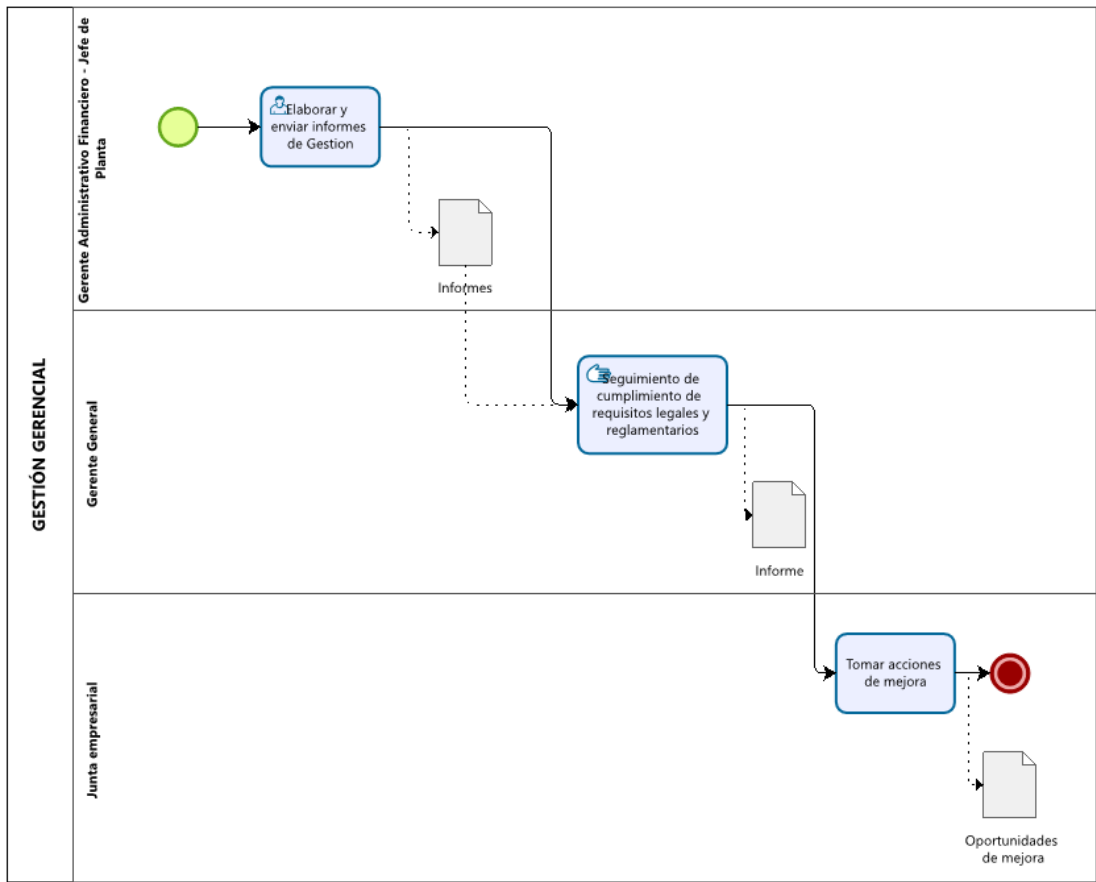 GESTIÓN GERENCIAL
Gerente Administrativo Financiero - Jefe de
Planta
Elaborar y
enviar informes
de Gestion
Informes
Gerente General
Seguimiento de
cumplimiento de
requisitos legales y
reglamentarios
Informe
Junta empresarial
Tomar acciones
de mejora
Oportunidades
de mejora